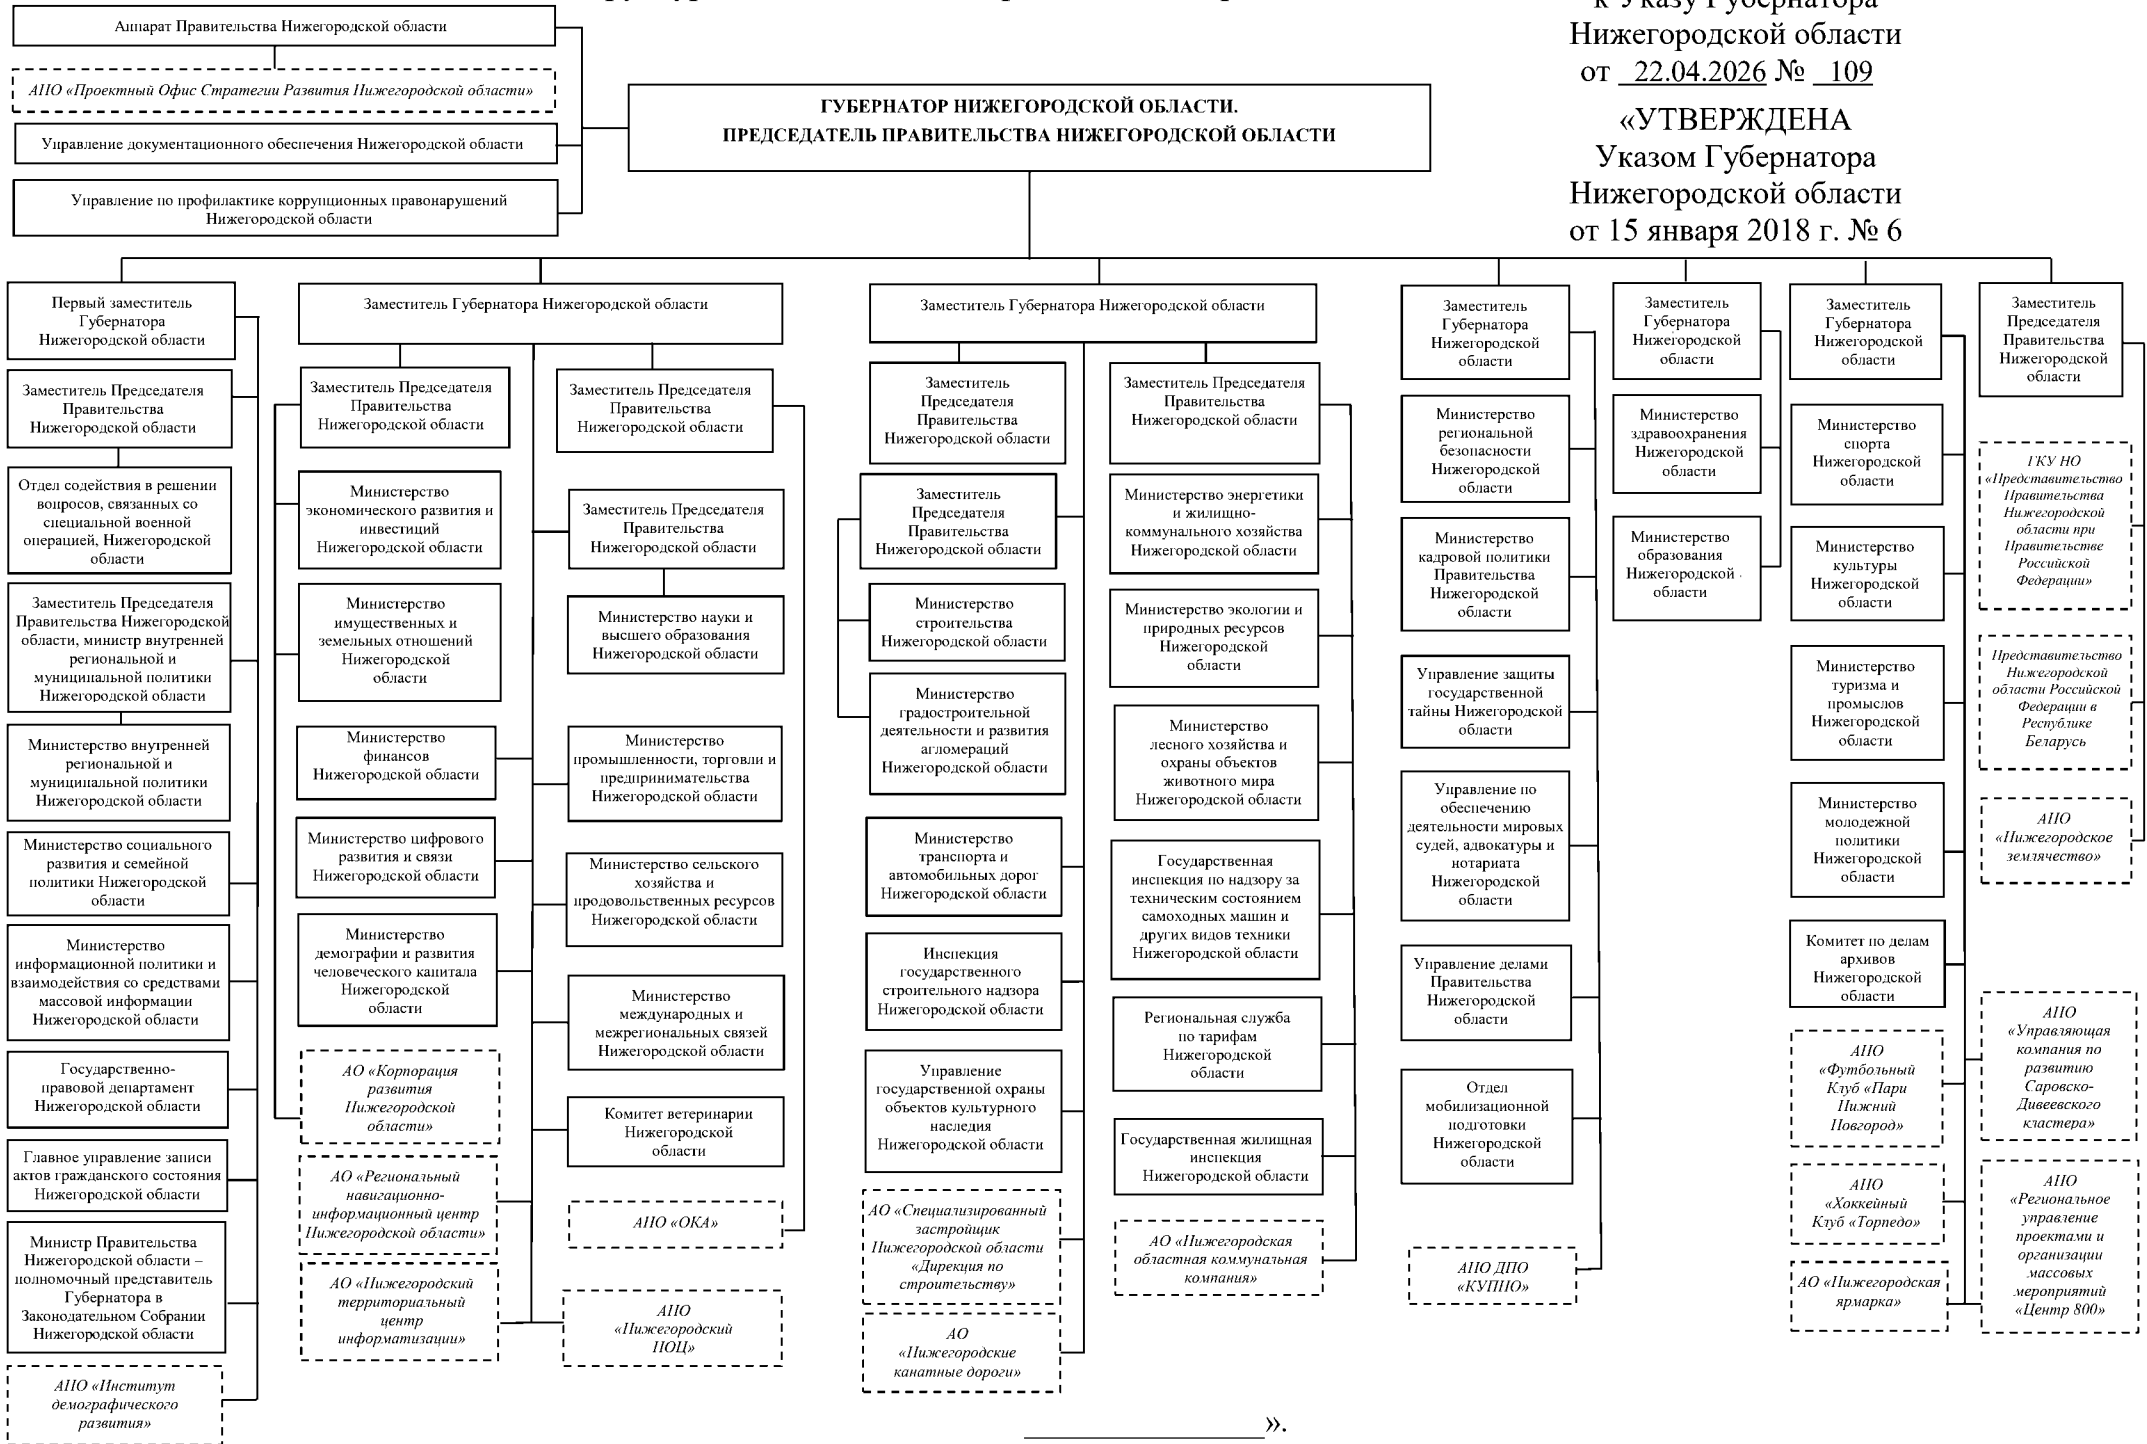 к Указу Губернатора
Нижегородской области
от 22.04.2026 № 109
«УТВЕРЖДЕНА
Указом Губернатора
Нижегородской области
от 15 января 2018 г. № 6
Аппарат Правительства Нижегородской области
АНО «Проектный Офис Стратегии Развития Нижегородской области»
Управление документационного обеспечения Нижегородской области
Управление по профилактике коррупционных правонарушений
Нижегородской области
ГУБЕРНАТОР НИЖЕГОРОДСКОЙ ОБЛАСТИ.
ПРЕДСЕДАТЕЛЬ ПРАВИТЕЛЬСТВА НИЖЕГОРОДСКОЙ ОБЛАСТИ
Первый заместитель
Губернатора
Нижегородской области
Заместитель Председателя
Правительства
Нижегородской области
Отдел содействия в решении
вопросов, связанных со
специальной военной
операцией, Нижегородской
области
Заместитель Председателя
Правительства Нижегородской
области, министр внутренней
региональной и
муниципальной политики
Нижегородской области
Министерство внутренней
региональной и
муниципальной политики
Нижегородской области
Министерство социального
развития и семейной
политики Нижегородской
области
Министерство
информационной политики и
взаимодействия со средствами
массовой информации
Нижегородской области
Государственно-
правовой департамент
Нижегородской области
Главное управление записи
актов гражданского состояния
Нижегородской области
Министр Правительства
Нижегородской области –
полномочный представитель
Губернатора в
Законодательном Собрании
Нижегородской области
АНО «Институт
демографического
развития»
Заместитель Губернатора Нижегородской области
Заместитель Председателя
Правительства
Нижегородской области
Министерство
экономического развития и
инвестиций
Нижегородской области
Министерство
имущественных и
земельных отношений
Нижегородской
области
Министерство
финансов
Нижегородской области
Министерство цифрового
развития и связи
Нижегородской области
Министерство
демографии и развития
человеческого капитала
Нижегородской
области
АО «Корпорация
развития
Нижегородской
области»
АО «Региональный
навигационно-
информационный центр
Нижегородской области»
АО «Нижегородский
территориальный
центр
информатизации»
Заместитель Председателя
Правительства
Нижегородской области
Заместитель Председателя
Правительства
Нижегородской области
Министерство науки и
высшего образования
Нижегородской области
Министерство
промышленности, торговли и
предпринимательства
Нижегородской области
Министерство сельского
хозяйства и
продовольственных ресурсов
Нижегородской области
Министерство
международных и
межрегиональных связей
Нижегородской области
Комитет ветеринарии
Нижегородской
области
АНО «ОКА»
АНО
«Нижегородский
НОЦ»
Заместитель Губернатора Нижегородской области
Заместитель
Председателя
Правительства
Нижегородской области
Заместитель
Председателя
Правительства
Нижегородской области
Министерство
строительства
Нижегородской области
Министерство
градостроительной
деятельности и развития
агломераций
Нижегородской области
Министерство
транспорта и
автомобильных дорог
Нижегородской области
Инспекция
государственного
строительного надзора
Нижегородской области
Управление
государственной охраны
объектов культурного
наследия
Нижегородской области
АО «Специализированный
застройщик
Нижегородской области
«Дирекция по
строительству»
АО
«Нижегородские
канатные дороги»
Заместитель Председателя
Правительства
Нижегородской области
Министерство энергетики
и жилищно-
коммунального хозяйства
Нижегородской области
Министерство экологии и
природных ресурсов
Нижегородской
области
Министерство
лесного хозяйства и
охраны объектов
животного мира
Нижегородской области
Государственная
инспекция по надзору за
техническим состоянием
самоходных машин и
других видов техники
Нижегородской области
Региональная служба
по тарифам
Нижегородской
области
Государственная жилищная
инспекция
Нижегородской области
АО «Нижегородская
областная коммунальная
компания»
Заместитель
Губернатора
Нижегородской
области
Министерство
региональной
безопасности
Нижегородской
области
Министерство
кадровой политики
Правительства
Нижегородской
области
Управление защиты
государственной
тайны Нижегородской
области
Управление по
обеспечению
деятельности мировых
судей, адвокатуры и
нотариата
Нижегородской
области
Управление делами
Правительства
Нижегородской
области
Отдел
мобилизационной
подготовки
Нижегородской
области
АНО ДПО
«КУПНО»
Заместитель
Губернатора
Нижегородской
области
Министерство
здравоохранения
Нижегородской
области
Министерство
образования
Нижегородской
области
Заместитель
Губернатора
Нижегородской
области
Министерство
спорта
Нижегородской
области
Министерство
культуры
Нижегородской
области
Министерство
туризма и
промыслов
Нижегородской
области
Министерство
молодежной
политики
Нижегородской
области
Комитет по делам
архивов
Нижегородской
области
АНО
«Футбольный
Клуб «Пари
Нижний
Новгород»
АНО
«Хоккейный
Клуб «Торпедо»
АО «Нижегородская
ярмарка»
Заместитель
Председателя
Правительства
Нижегородской
области
ГКУ НО
«Представительство
Правительства
Нижегородской
области при
Правительстве
Российской
Федерации»
Представительство
Нижегородской
области Российской
Федерации в
Республике
Беларусь
АНО
«Нижегородское
землячество»
АНО
«Управляющая
компания по
развитию
Саровско-
Дивеевского
кластера»
АНО
«Региональное
управление
проектами и
организации
массовых
мероприятий
«Центр 800»
».